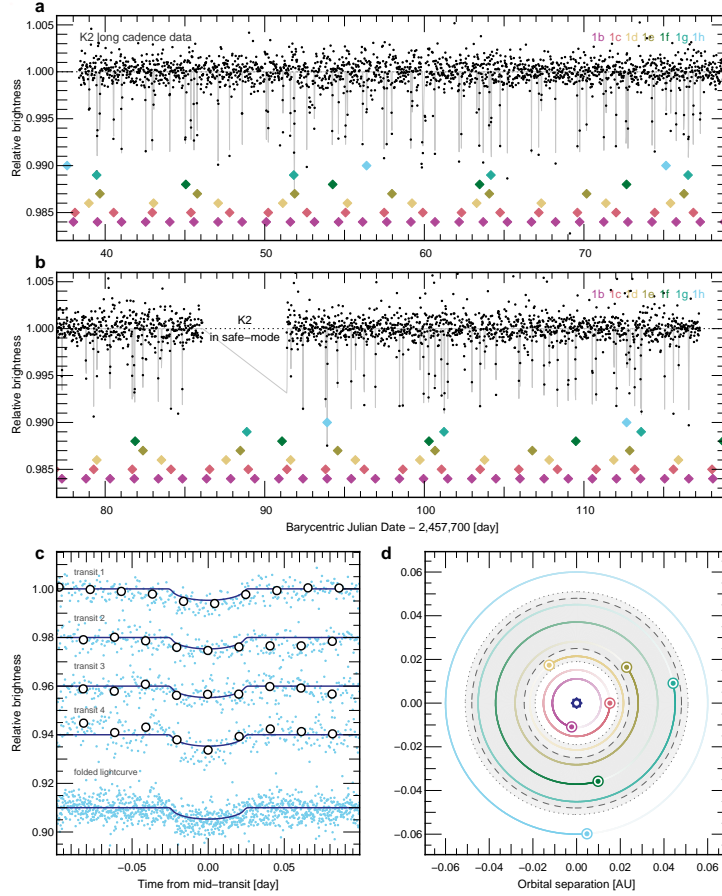 a
K2 long cadence data
1b 1c 1d 1e 1f 1g 1h
1.005
1.000
0.995
0.990
0.985
Relative brightness
40 50 60 70
b
1b 1c 1d 1e 1f 1g 1h
1.005
1.000
0.995
0.990
0.985
Relative brightness
K2
in safe−mode
80 90 100 110
Barycentric Julian Date − 2,457,700 [day]
c
transit 1
transit 2
transit 3
transit 4
folded lightcurve
1.00
0.98
0.96
0.94
0.92
0.90
Relative brightness
−0.05 0.00 0.05
Time from mid−transit [day]
d
0.06
0.04
0.02
0.00
−0.02
−0.04
−0.06
−0.06 −0.04 −0.02 0.00 0.02 0.04 0.06
Orbital separation [AU]